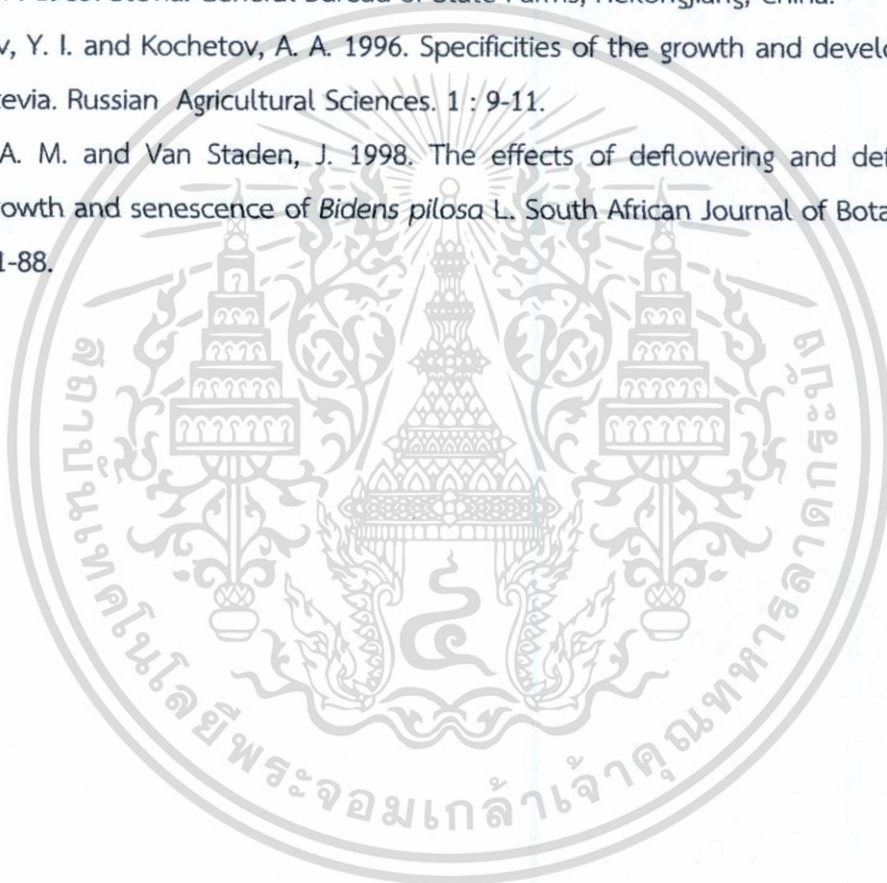 v, Y. I. and Kochetov, A. A. 1996. Specificities of the growth and develo
tevia. Russian Agricultural Sciences. 1 : 9-11.
A. M. and Van Staden, J. 1998. The effects of deflowering and def
rowth and senescence of Bidens pilosa L. South African Journal of Bota
1-88.
สถาบันเทคโนโลยีพระจอมเกล้าเจ้าคุณทหารลาดกระบัง
๔